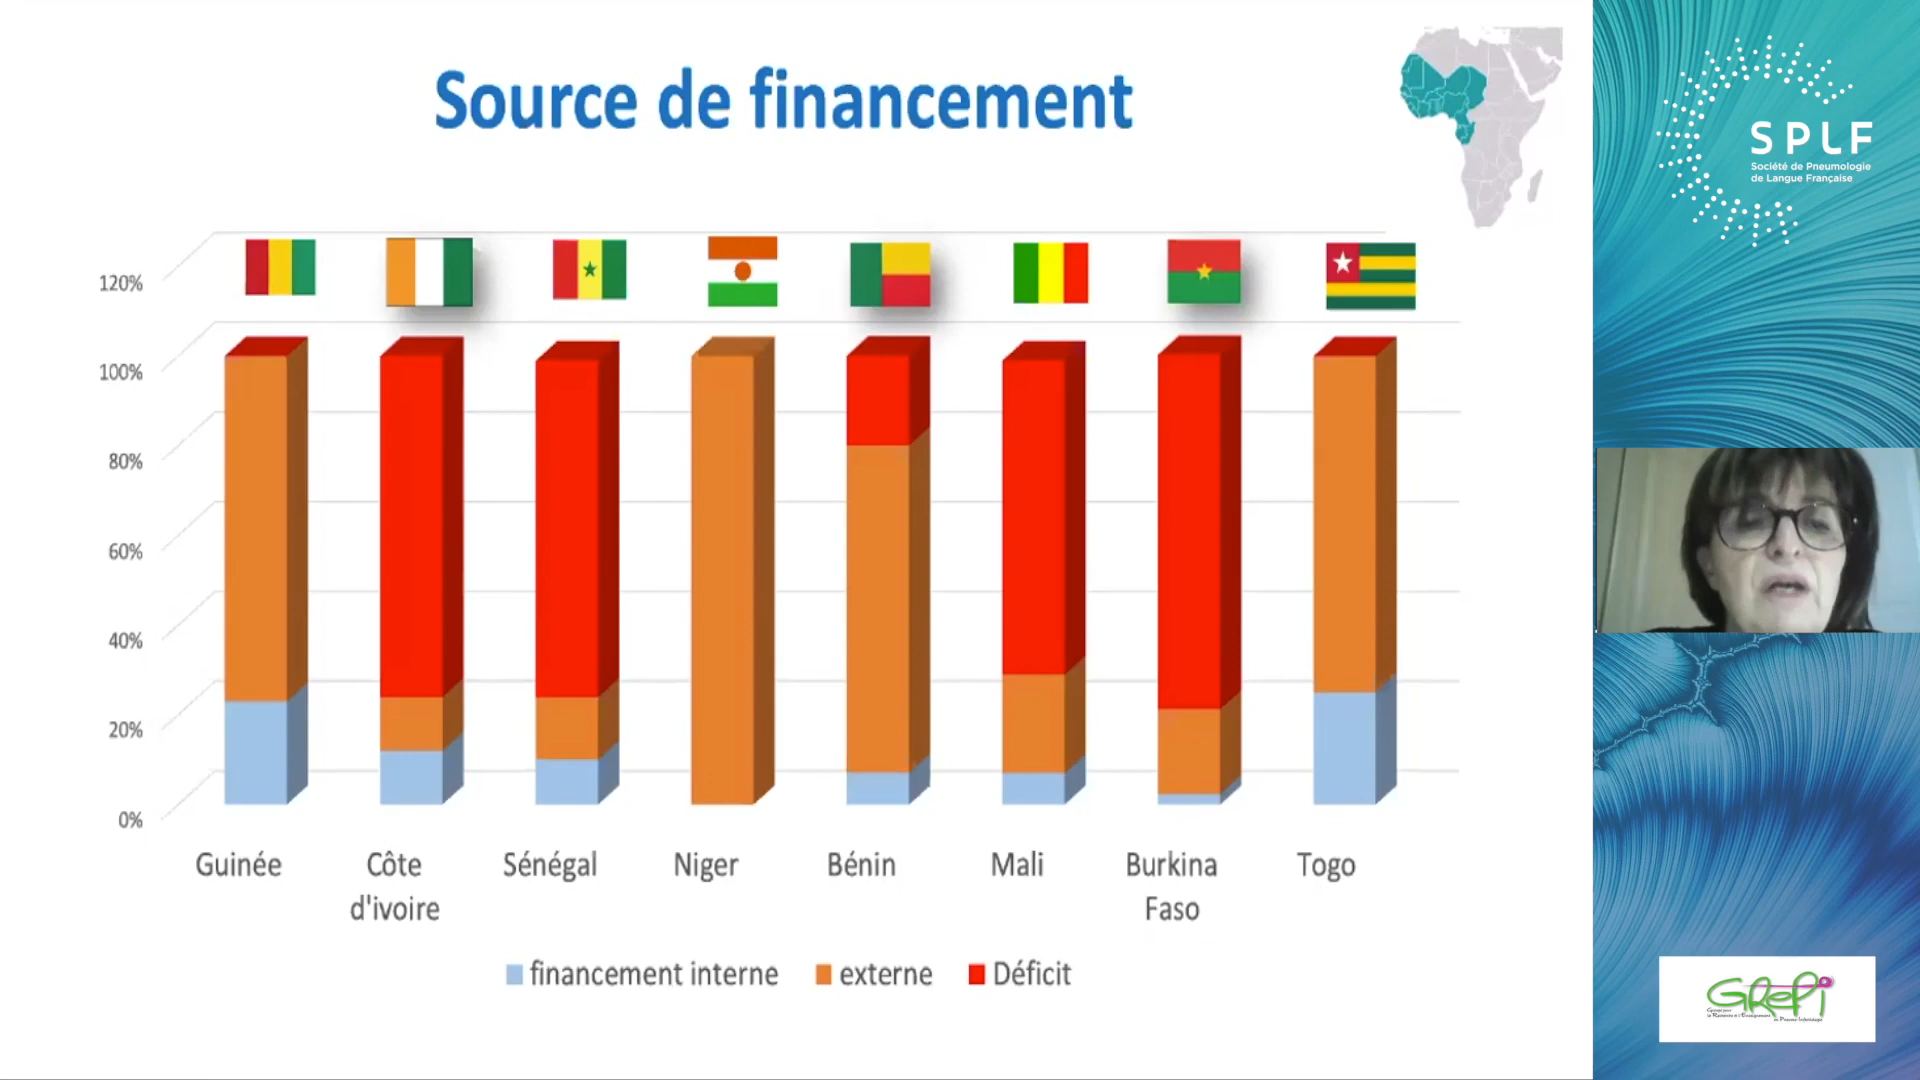 Source de financement
SPLF
Société de Pneumologie
de Langue Française
120%
100%
80%
60%
40%
20%
0%
Guinée
Côte d'ivoire
Sénégal
Niger
Bénin
Mali
Burkina Faso
Togo
financement interne
externe
Déficit
GRePi